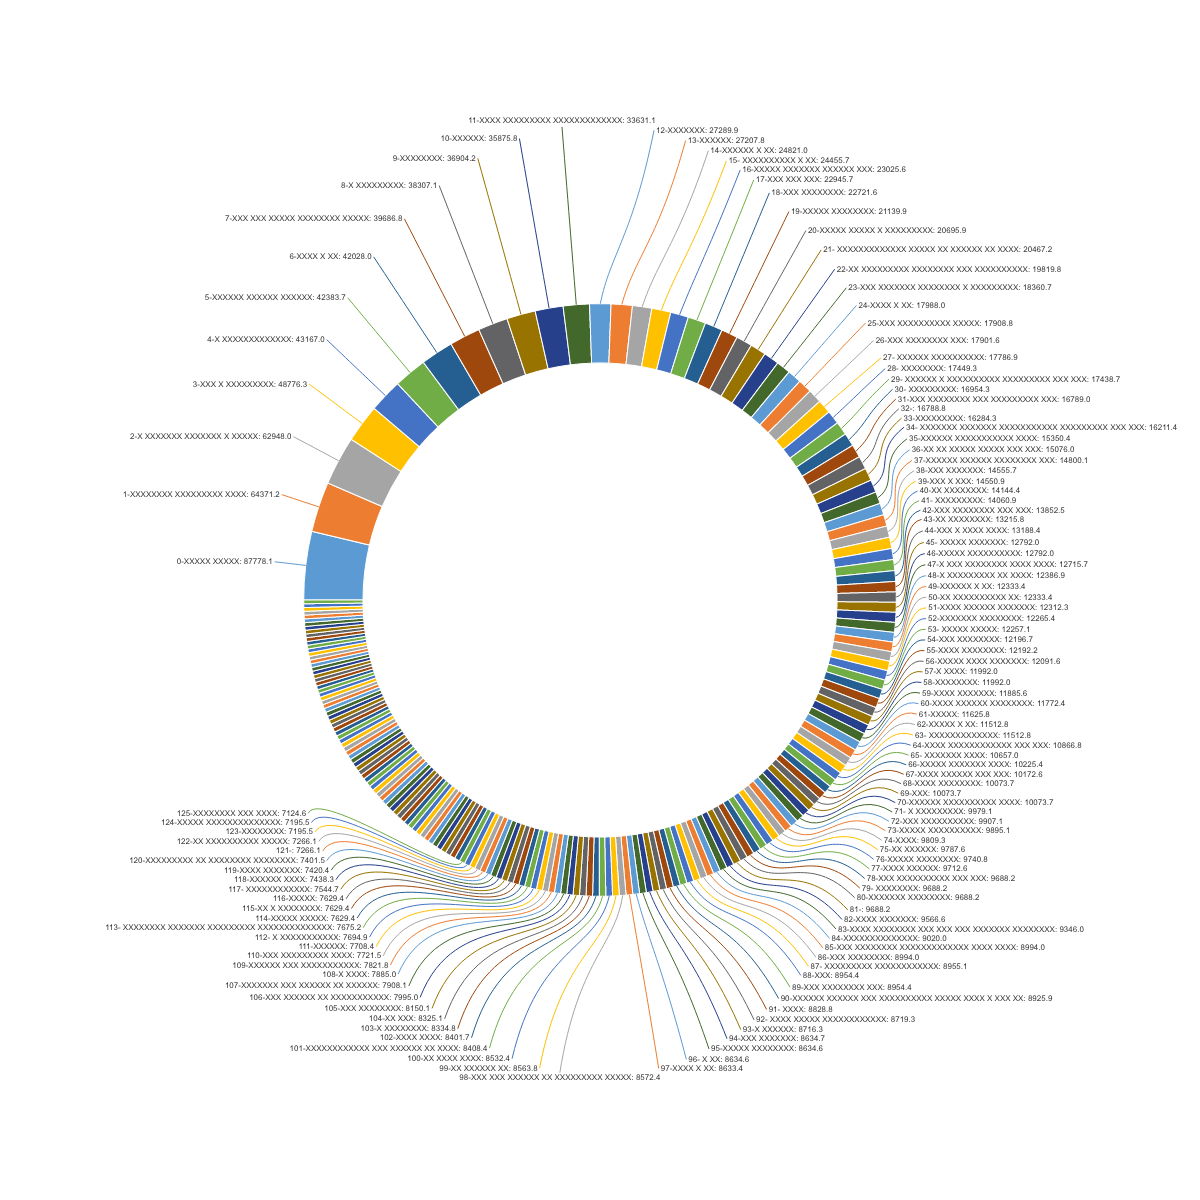 0-XXXXX XXXXX: 87778.1
1-XXXXXXXX XXXXXXXXX XXXX: 64371.2
2-X XXXXXXX XXXXXXX X XXXXX: 62948.0
3-XXX X XXXXXXXXX: 48776.3
4-X XXXXXXXXXXXXX: 43167.0
5-XXXXXX XXXXXX XXXXXX: 42383.7
6-XXXX X XX: 42028.0
7-XXX XXX XXXXX XXXXXXXX XXXXX: 39686.8
8-X XXXXXXXXX: 38307.1
9-XXXXXXXX: 36904.2
10-XXXXXX: 35875.8
11-XXXX XXXXXXXXX XXXXXXXXXXXXX: 33631.1
12-XXXXXXX: 27289.9
13-XXXXXX: 27207.8
14-XXXXXX X XX: 24821.0
15- XXXXXXXXXX X XX: 24455.7
16-XXXXX XXXXXXX XXXXXX XXX: 23025.6
17-XXX XXX XXX: 22945.7
18-XXX XXXXXXXX: 22721.6
19-XXXXX XXXXXXXX: 21139.9
20-XXXXX XXXXX X XXXXXXXXX: 20695.9
21- XXXXXXXXXXXXX XXXXX XX XXXXXX XX XXXX: 20467.2
22-XX XXXXXXXXX XXXXXXXX XXX XXXXXXXXXX: 19819.8
23-XXX XXXXXXX XXXXXXXX X XXXXXXXXX: 18360.7
24-XXXX X XX: 17988.0
25-XXX XXXXXXXXXX XXXXX: 17908.8
26-XXX XXXXXXXX XXX: 17901.6
27- XXXXXX XXXXXXXXXX: 17786.9
28- XXXXXXXX: 17449.3
29- XXXXXX X XXXXXXXXXX XXXXXXXXX XXX XXX: 17438.7
30- XXXXXXXXX: 16954.3
31-XXX XXXXXXXX XXX XXXXXXXXX XXX: 16789.0
32-: 16788.8
33-XXXXXXXXX: 16284.3
34- XXXXXXX XXXXXXX XXXXXXXXXXXX XXXXXXXXX XXX XXX: 16211.4
35-XXXXXX XXXXXXXXXXX XXXX: 15350.4
36-XX XX XXXXX XXXXX XXX XXX: 15076.0
37-XXXXXX XXXXXX XXXXXXXX XXX: 14800.1
38-XXX XXXXXXX: 14555.7
39-XXX X XXX: 14550.9
40-XX XXXXXXXX: 14144.4
41- XXXXXXXXX: 14060.9
42-XXX XXXXXXXX XXX XXX: 13852.5
43-XX XXXXXXXX: 13215.8
44-XXX X XXXX XXXX: 13188.4
45- XXXXX XXXXXXX: 12792.0
46-XXXXX XXXXXXXXXX: 12792.0
47-X XXX XXXXXXXX XXXX XXXX: 12715.7
48-X XXXXXXXXX XX XXXX: 12386.9
49-XXXXXX X XX: 12333.4
50-XX XXXXXXXXXX XX: 12333.4
51-XXXX XXXXXX XXXXXXX: 12312.3
52-XXXXXXX XXXXXXXX: 12265.4
53- XXXXX XXXXX: 12257.1
54-XXX XXXXXXXX: 12196.7
55-XXXX XXXXXXXX: 12192.2
56-XXXXX XXXX XXXXXXX: 12091.6
57-X XXXX: 11992.0
58-XXXXXXXX: 11992.0
59-XXXX XXXXXXX: 11885.6
60-XXXX XXXXXX XXXXXXXX: 11772.4
61-XXXXX: 11625.8
62-XXXXX X XX: 11512.8
63- XXXXXXXXXXXXX: 11512.8
64-XXXX XXXXXXXXXXXX XXX XXX: 10866.8
65- XXXXXXX XXXX: 10657.0
66-XXXXX XXXXXXX XXXX: 10225.4
67-XXXX XXXXXX XXX XXX: 10172.6
68-XXXX XXXXXXXX: 10073.7
69-XXX: 10073.7
70-XXXXXX XXXXXXXXXX XXXX: 10073.7
71- X XXXXXXXX: 9979.1
72-XXX XXXXXXXXXX: 9907.1
73-XXXXX XXXXXXXXXX: 9895.1
74-XXXX: 9809.3
75-XX XXXXXX: 9787.6
76-XXXXX XXXXXXXX: 9740.8
77-XXXX XXXXXX: 9712.6
78-XXX XXXXXXXXXX XXX XXX: 9688.2
79- XXXXXXXX: 9688.2
80-XXXXXXX XXXXXXXX: 9688.2
81-: 9688.2
82-XXXX XXXXXXX: 9566.6
83-XXXX XXXXXXXX XXX XXX XXX XXXXXXX XXXXXXXX: 9346.0
84-XXXXXXXXXXXXXX: 9020.0
85-XXX XXXXXXXXX XXX XXXXXXXXXXXXX XXXX XXXX: 8994.0
86-XXX XXXXXXXX: 8994.0
87- XXXXXXXXX XXXXXXXXXXXX: 8955.1
88-XXX: 8954.4
89-XXX XXXXXXXX XXX: 8954.4
90-XXXXXX XXXXXX XXX XXXXXXXXXX XXXXX XXXX X XXX XX: 8925.9
91- XXXX: 8828.8
92- XXXX XXXXX XXXXXXXXXXXX: 8719.3
93-X XXXXXX: 8716.3
94-XXX XXXXXXX: 8634.7
95-XXXXX XXXXXXXX: 8634.6
96- X XX: 8634.6
97-XXXX X XX: 8633.4
98-XXX XXX XXXXXX XX XXXXXXXXX XXXXX: 8572.4
99-XX XXXXXX XX: 8563.8
100-XX XXXX XXXX: 8532.4
101-XXXXXXXXXXXX XXX XXXXXX XX XXXX: 8408.4
102-XXXX XXXX: 8401.7
103-X XXXXXXXX: 8334.8
104-XX XXX: 8325.1
105-XXX XXXXXXXX: 8150.1
106-XXX XXXXXX XX XXXXXXXXXXX: 7995.0
107-XXXXXXX XXX XXXXXX XX XXXXXX: 7908.1
108-X XXXX: 7885.0
109-XXXXXX XXX XXXXXXXXXXX: 7821.8
110-XXX XXXXXXXXX XXXX: 7721.5
111-XXXXXX: 7708.4
112- X XXXXXXXXXXX: 7694.9
113- XXXXXXXX XXXXXXX XXXXXXXXX XXXXXXXXXXXXXX: 7675.2
114-XXXXX XXXXX: 7629.4
115-XX X XXXXXXXX: 7629.4
116-XXXXX: 7629.4
117- XXXXXXXXXXXX: 7544.7
118-XXXXXX XXXX: 7438.3
119-XXXX XXXXXXX: 7420.4
120-XXXXXXXXX XX XXXXXXXX XXXXXXXX: 7401.5
121-: 7266.1
122-XX XXXXXXXXXX XXXXX: 7266.1
123-XXXXXXXX: 7195.5
124-XXXXX XXXXXXXXXXXXXX: 7195.5
125-XXXXXXXX XXX XXXX: 7124.6